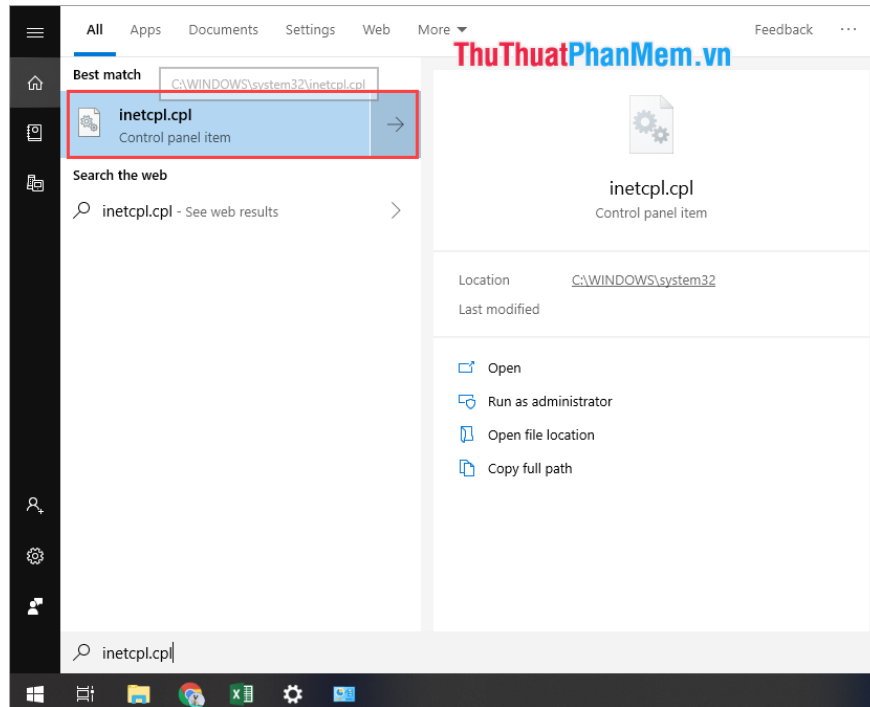 All Apps Documents Settings Web More Feedback ...
ThuThuatPhanMem.vn
Best match
C:\WINDOWS\system32\inetcpl.cpl
inetcpl.cpl
Control panel item
Search the web
inetcpl.cpl - See web results
inetcpl.cpl
Control panel item
Location C:\WINDOWS\system32
Last modified
Open
Run as administrator
Open file location
Copy full path
inetcpl.cpl